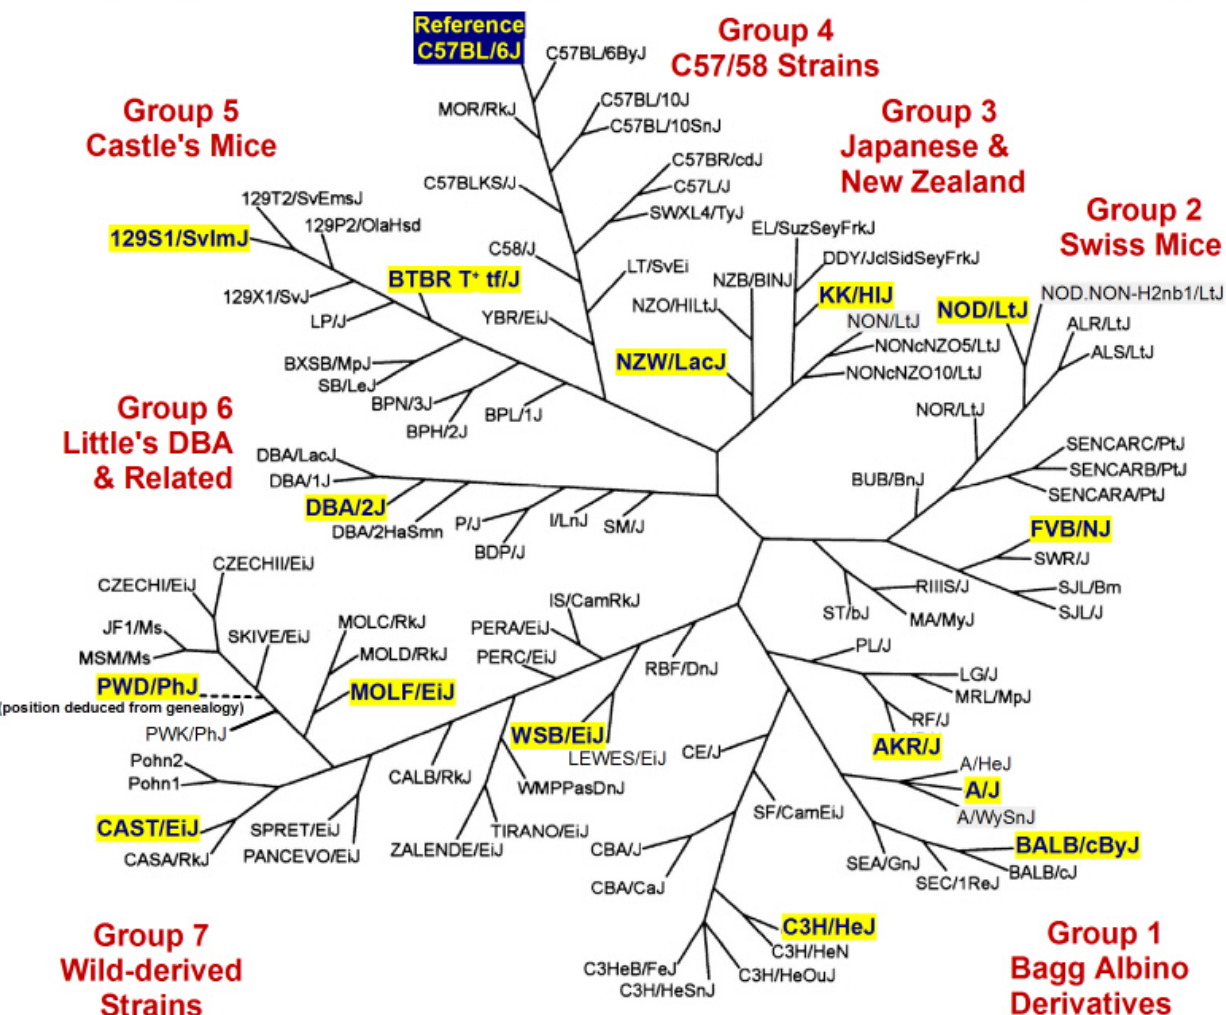 Reference
C57BL/6J
C57BL/6ByJ
MOR/RkJ
C57BL/10J
C57BL/10SnJ
C57BLKS/J
C57BR/cdJ
C57L/J
SWXL4/TyJ
C58/J
LT/SvEi
YBR/EiJ
Group 4
C57/58 Strains
Group 5
Castle's Mice
129T2/SvEmsJ
129P2/OlaHsd
129S1/SvImJ
129X1/SvJ
BTBR T+ tf/J
LP/J
BXSB/MpJ
SB/LeJ
BPN/3J
BPH/2J
BPL/1J
Group 3
Japanese &
New Zealand
EL/SuzSeyFrkJ
DDY/JclSidSeyFrkJ
NZB/BINJ
NZO/HILtJ
KK/HIJ
NON/LtJ
NONcNZO5/LtJ
NONcNZO10/LtJ
NZW/LacJ
Group 2
Swiss Mice
NOD/LtJ
NOD.NON-H2nb1/LtJ
ALR/LtJ
ALS/LtJ
NOR/LtJ
SENCARC/PtJ
SENCARB/PtJ
SENCARA/PtJ
BUB/BnJ
FVB/NJ
SWR/J
SJL/Bm
SJL/J
RIIIS/J
MA/MyJ
ST/bJ
Group 6
Little's DBA
& Related
DBA/LacJ
DBA/1J
DBA/2J
DBA/2HaSmn
P/J
BDP/J
I/LnJ
SM/J
CZECHII/EiJ
CZECHI/EiJ
JF1/Ms
MSM/Ms
SKIVE/EiJ
PWD/PhJ
(position deduced from genealogy)
PWK/PhJ
MOLC/RkJ
MOLD/RkJ
MOLF/EiJ
IS/CamRkJ
PERA/EiJ
PERC/EiJ
RBF/DnJ
WSB/EiJ
LEWES/EiJ
WMPPasDnJ
TIRANO/EiJ
ZALENDE/EiJ
CALB/RkJ
SPRET/EiJ
PANCEVO/EiJ
Pohn2
Pohn1
CAST/EiJ
CASA/RkJ
Group 7
Wild-derived
Strains
PL/J
LG/J
MRL/MpJ
RF/J
AKR/J
A/HeJ
A/J
A/WySnJ
BALB/cByJ
BALB/cJ
SEC/1ReJ
SEA/GnJ
CE/J
SF/CamEiJ
CBA/J
CBA/CaJ
C3H/HeJ
C3H/HeN
C3H/HeOuJ
C3HeB/FeJ
C3H/HeSnJ
Group 1
Bagg Albino
Derivatives